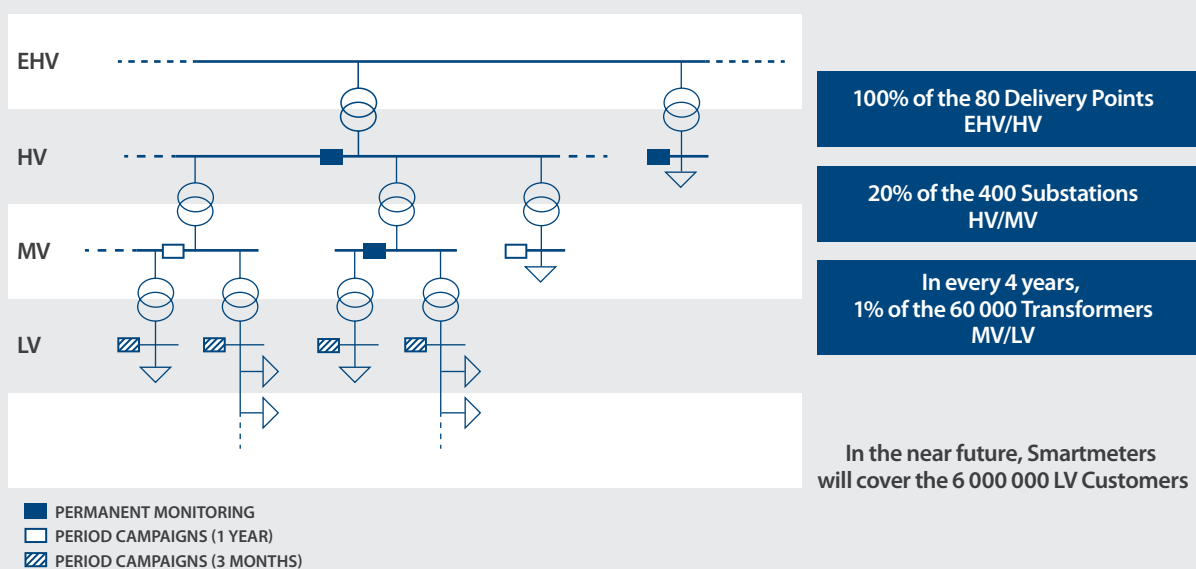 EHV
HV
MV
LV
100% of the 80 Delivery Points
EHV/HV
20% of the 400 Substations
HV/MV
In every 4 years,
1% of the 60 000 Transformers
MV/LV
In the near future, Smartmeters
will cover the 6 000 000 LV Customers
PERMANENT MONITORING
PERIOD CAMPAIGNS (1 YEAR)
PERIOD CAMPAIGNS (3 MONTHS)